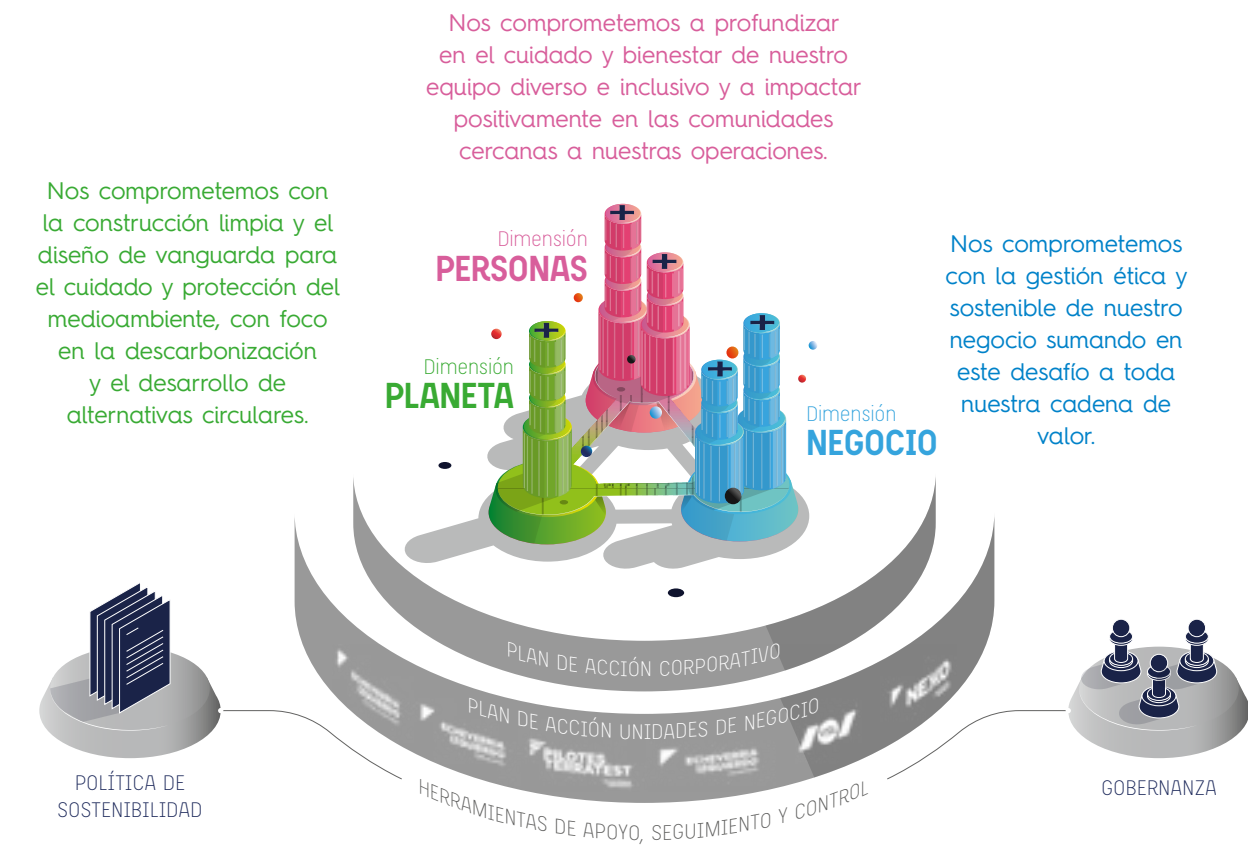 Nos comprometemos a profundizar
en el cuidado y bienestar de nuestro
equipo diverso e inclusivo y a impactar
positivamente en las comunidades
cercanas a nuestras operaciones.
Nos comprometemos con
la construcción limpia y el
diseño de vanguarda para
el cuidado y protección del
medioambiente, con foco
en la descarbonización
y el desarrollo de
alternativas circulares.
Dimensión
PERSONAS
Dimensión
PLANETA
Dimensión
NEGOCIO
Nos comprometemos
con la gestión ética y
sostenible de nuestro
negocio sumando en
este desafío a toda
nuestra cadena de
valor.
PLAN DE ACCIÓN CORPORATIVO
PLAN DE ACCIÓN UNIDADES DE NEGOCIO
ECHEVERRIA
IZQUIERDO
PILOTES
TERRATEST
ECHEVERRIA
IZQUIERDO
NEXO
HERRAMIENTAS DE APOYO, SEGUIMIENTO Y CONTROL
POLÍTICA DE
SOSTENIBILIDAD
GOBERNANZA